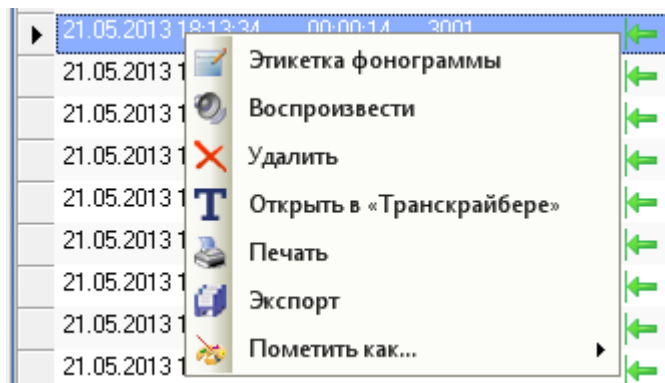 21.05.2013 18:13:34 00:00:14 3001
Этикетка фонограммы
21.05.2013 1
Воспроизвести
21.05.2013 1
21.05.2013 1
Удалить
21.05.2013 1
T Открыть в «Транскрайбере»
21.05.2013 1
Печать
21.05.2013 1
Экспорт
21.05.2013 1
Пометить как...
21.05.2013 1